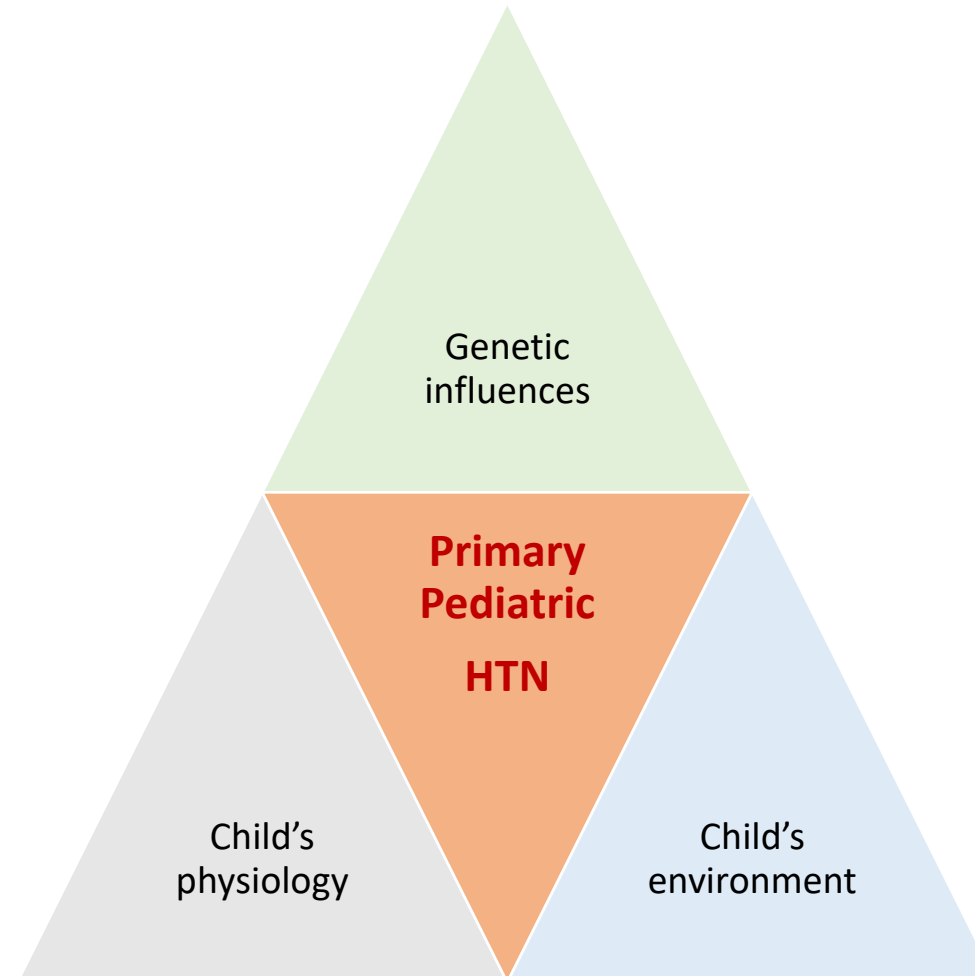 Genetic
influences
Primary
Pediatric
HTN
Child’s
physiology
Child’s
environment